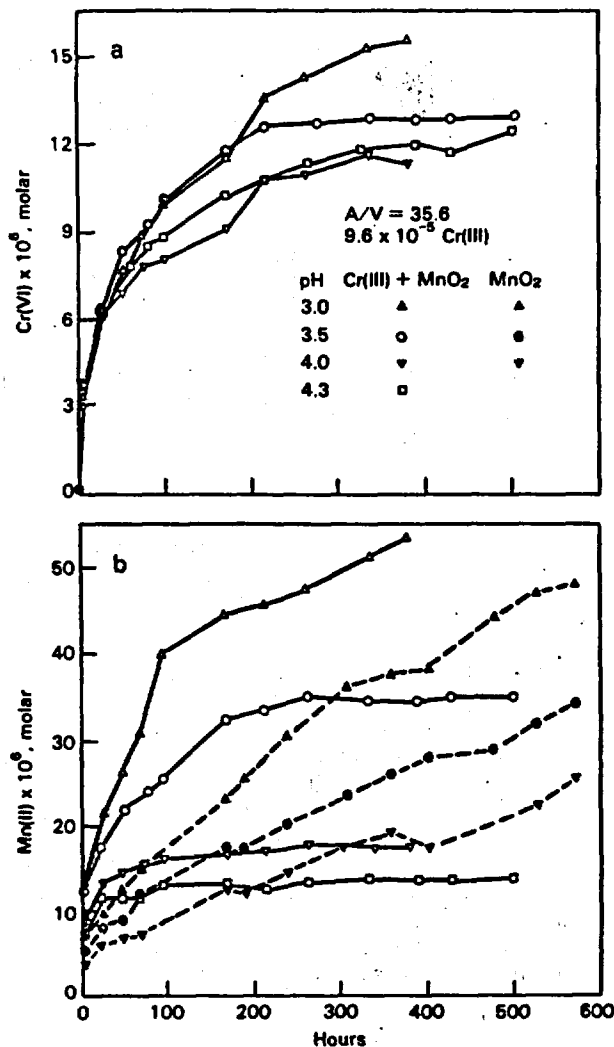 a
15
12
9
6
3
0
Cr(VI) x 10⁶, molar
A/V = 35.6
9.6 x 10⁻⁵ Cr(III)
pH Cr(III) + MnO₂ MnO₂
3.0
3.5
4.0
4.3
b
50
40
30
20
10
0
Mn(II) x 10⁶, molar
0 100 200 300 400 500 600
Hours